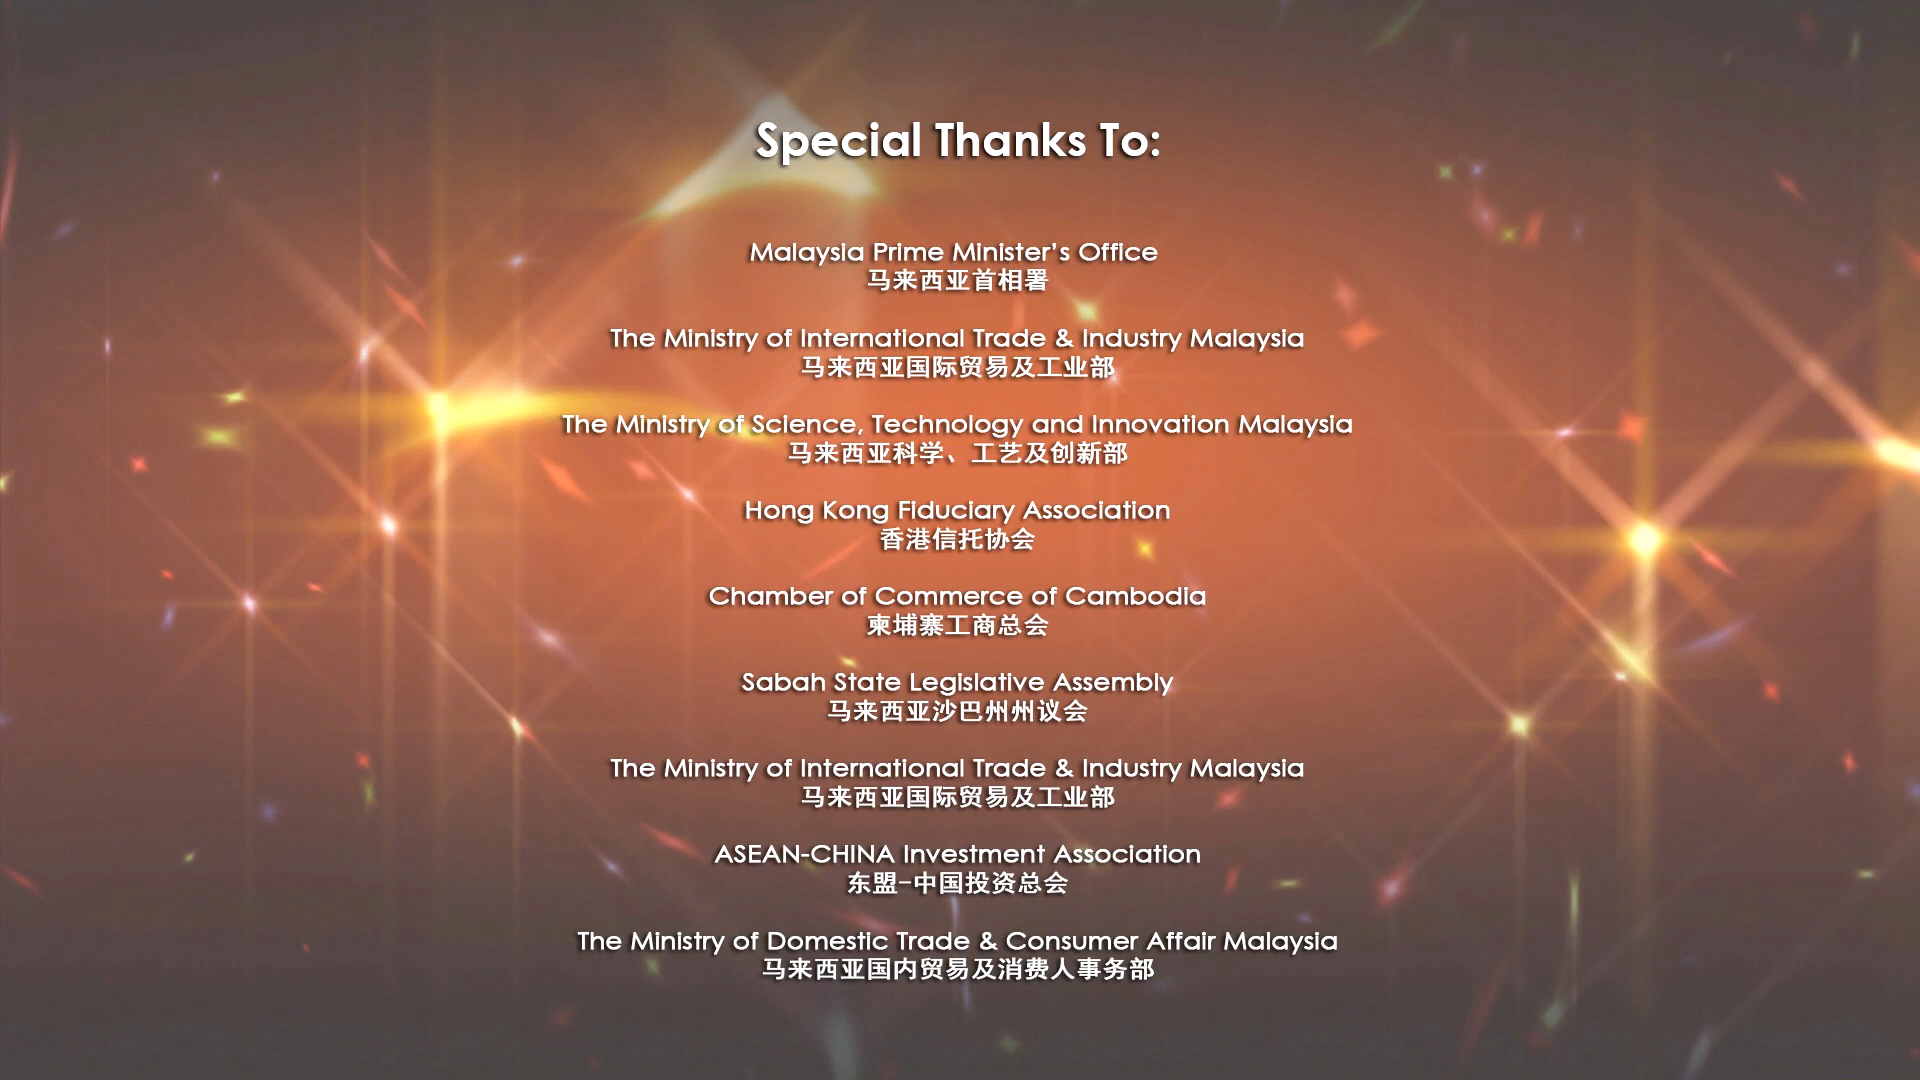 Special Thanks To:
Malaysia Prime Minister’s Office
马来西亚首相署
The Ministry of International Trade & Industry Malaysia
马来西亚国际贸易及工业部
The Ministry of Science, Technology and Innovation Malaysia
马来西亚科学、工艺及创新部
Hong Kong Fiduciary Association
香港信托协会
Chamber of Commerce of Cambodia
柬埔寨工商总会
Sabah State Legislative Assembly
马来西亚沙巴州州议会
The Ministry of International Trade & Industry Malaysia
马来西亚国际贸易及工业部
ASEAN-CHINA Investment Association
东盟-中国投资总会
The Ministry of Domestic Trade & Consumer Affair Malaysia
马来西亚国内贸易及消费人事务部